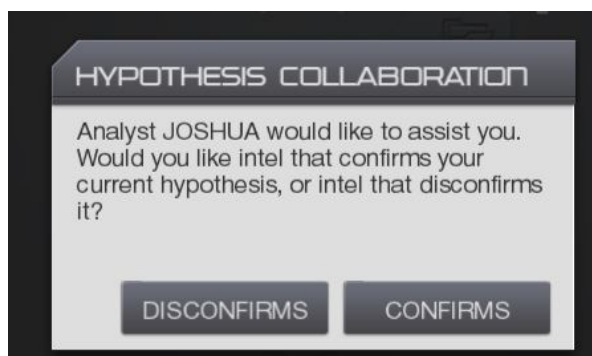 HYPOTHESIS COLLABORATION
Analyst JOSHUA would like to assist you.
Would you like intel that confirms your
current hypothesis, or intel that disconfirms
it?
DISCONFIRMS CONFIRMS